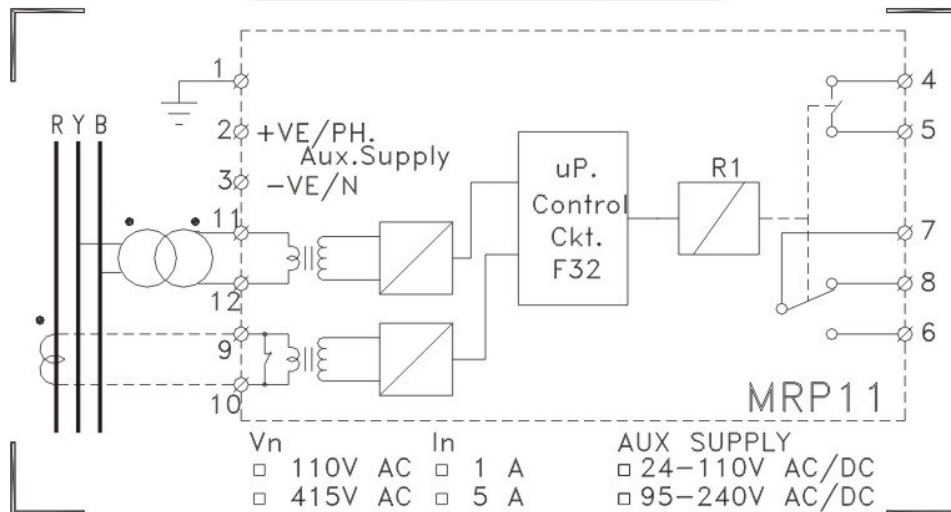 1
2 +VE/PH.
Aux.Supply
3 -VE/N
R Y B
11
12
9
10
uP.
Control
Ckt.
F32
R1
4
5
7
8
6
MRP11
Vn In AUX SUPPLY
□ 110V AC □ 1 A □ 24-110V AC/DC
□ 415V AC □ 5 A □ 95-240V AC/DC